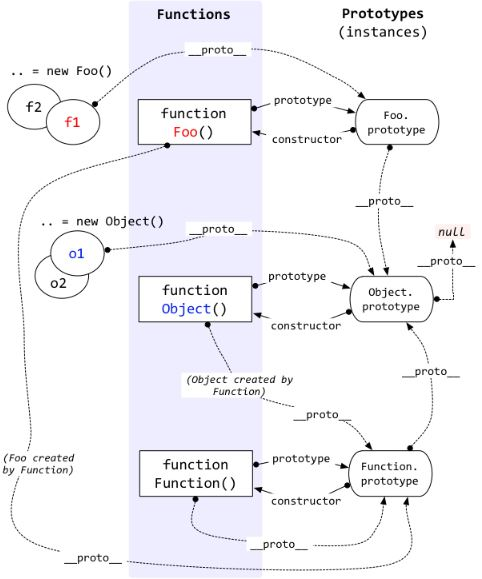 Functions
Prototypes
(instances)
__proto__
.. = new Foo()
f2
f1
function
Foo()
prototype
constructor
Foo.
prototype
__proto__
.. = new Object()
o1
o2
__proto__
null
__proto__
function
Object()
prototype
constructor
Object.
prototype
(Object created by
Function)
__proto__
__proto__
(Foo created
by Function)
function
Function()
prototype
constructor
Function.
prototype
__proto__
__proto__